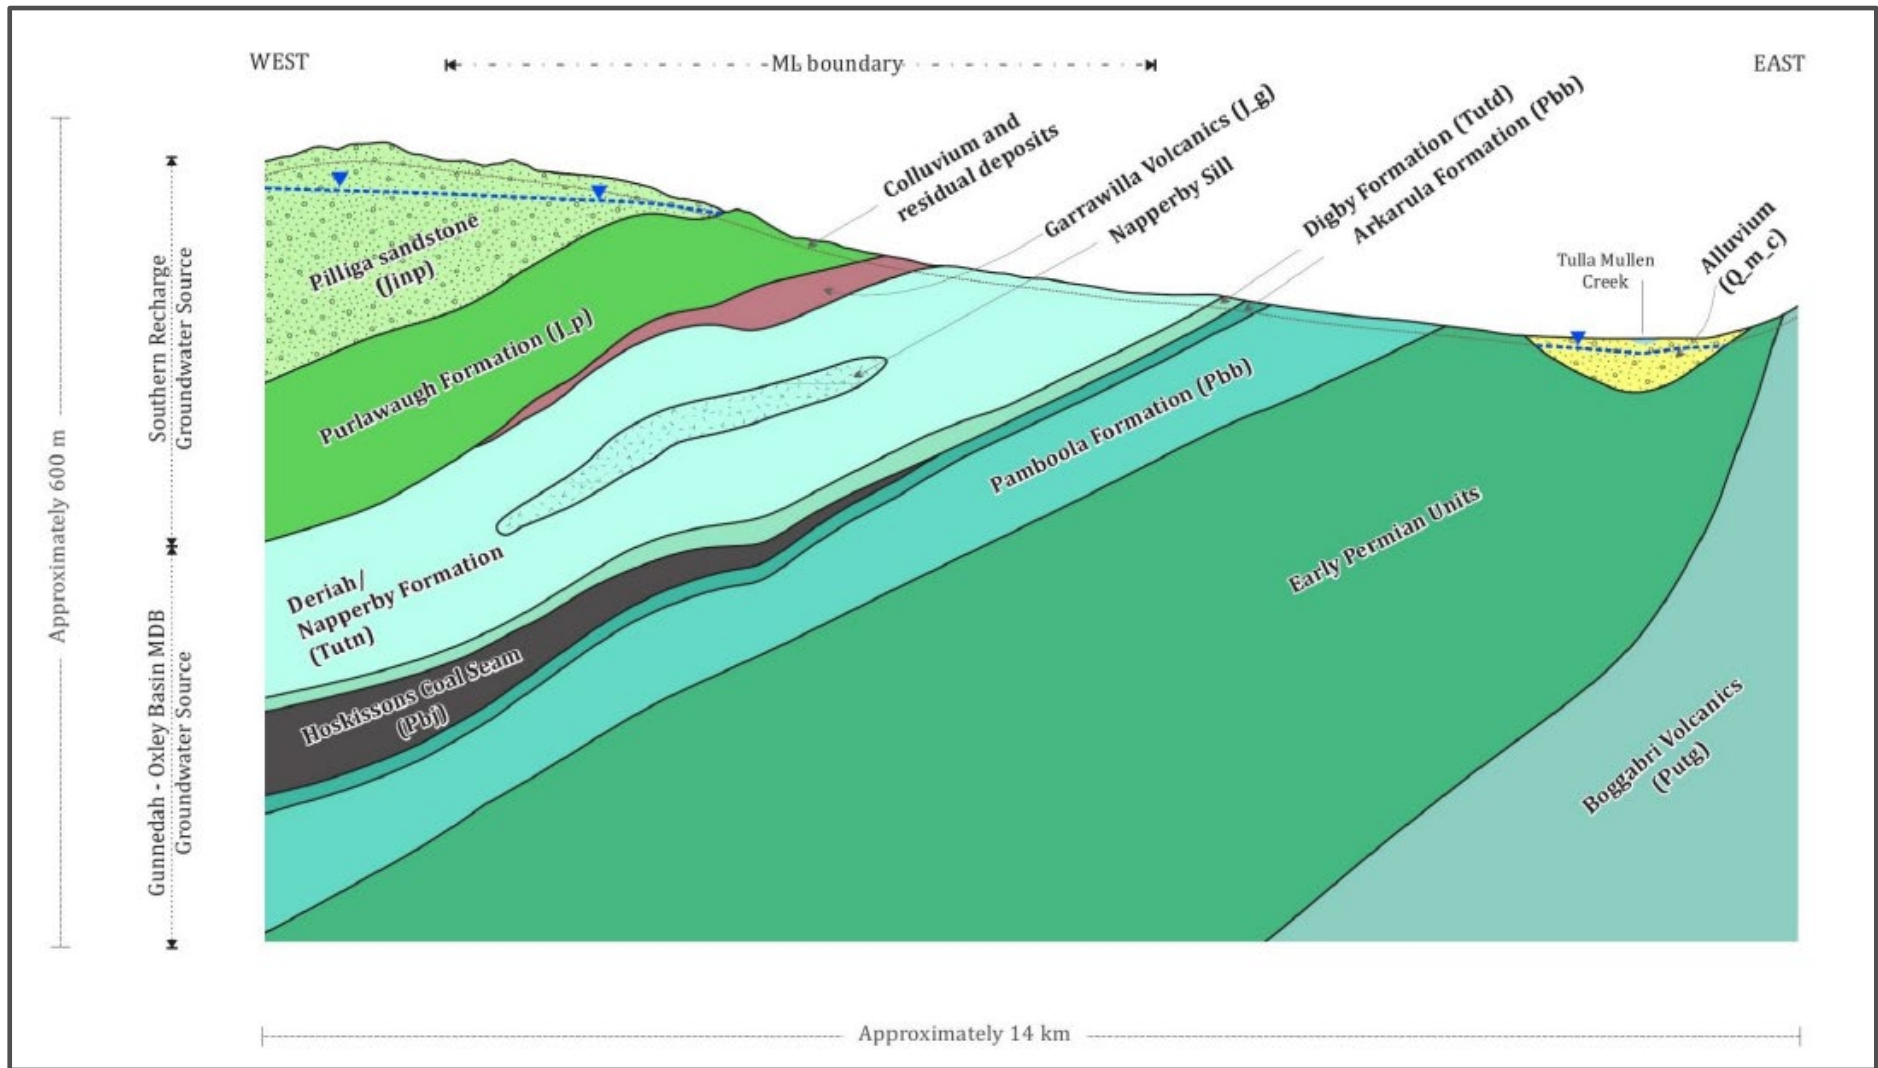 WEST
ML boundary
EAST
Approximately 600 m
Southern Recharge
Groundwater Source
Gunnedah - Oxley Basin MDB
Groundwater Source
Colluvium and
residual deposits
Garrawilla Volcanics (J_g)
Napperby Sill
Digby Formation (Tutd)
Arkarula Formation (Pbb)
Tulla Mullen
Creek
Alluvium
(Q_m_c)
Pilliga sandstone
(Jinp)
Purlawaugh Formation (J_p)
Deriah/
Napperby Formation
(Tutn)
Hoskissons Coal Seam
(Pbj)
Pamboola Formation (Pbb)
Early Permian Units
Boggabri Volcanics
(Putg)
Approximately 14 km